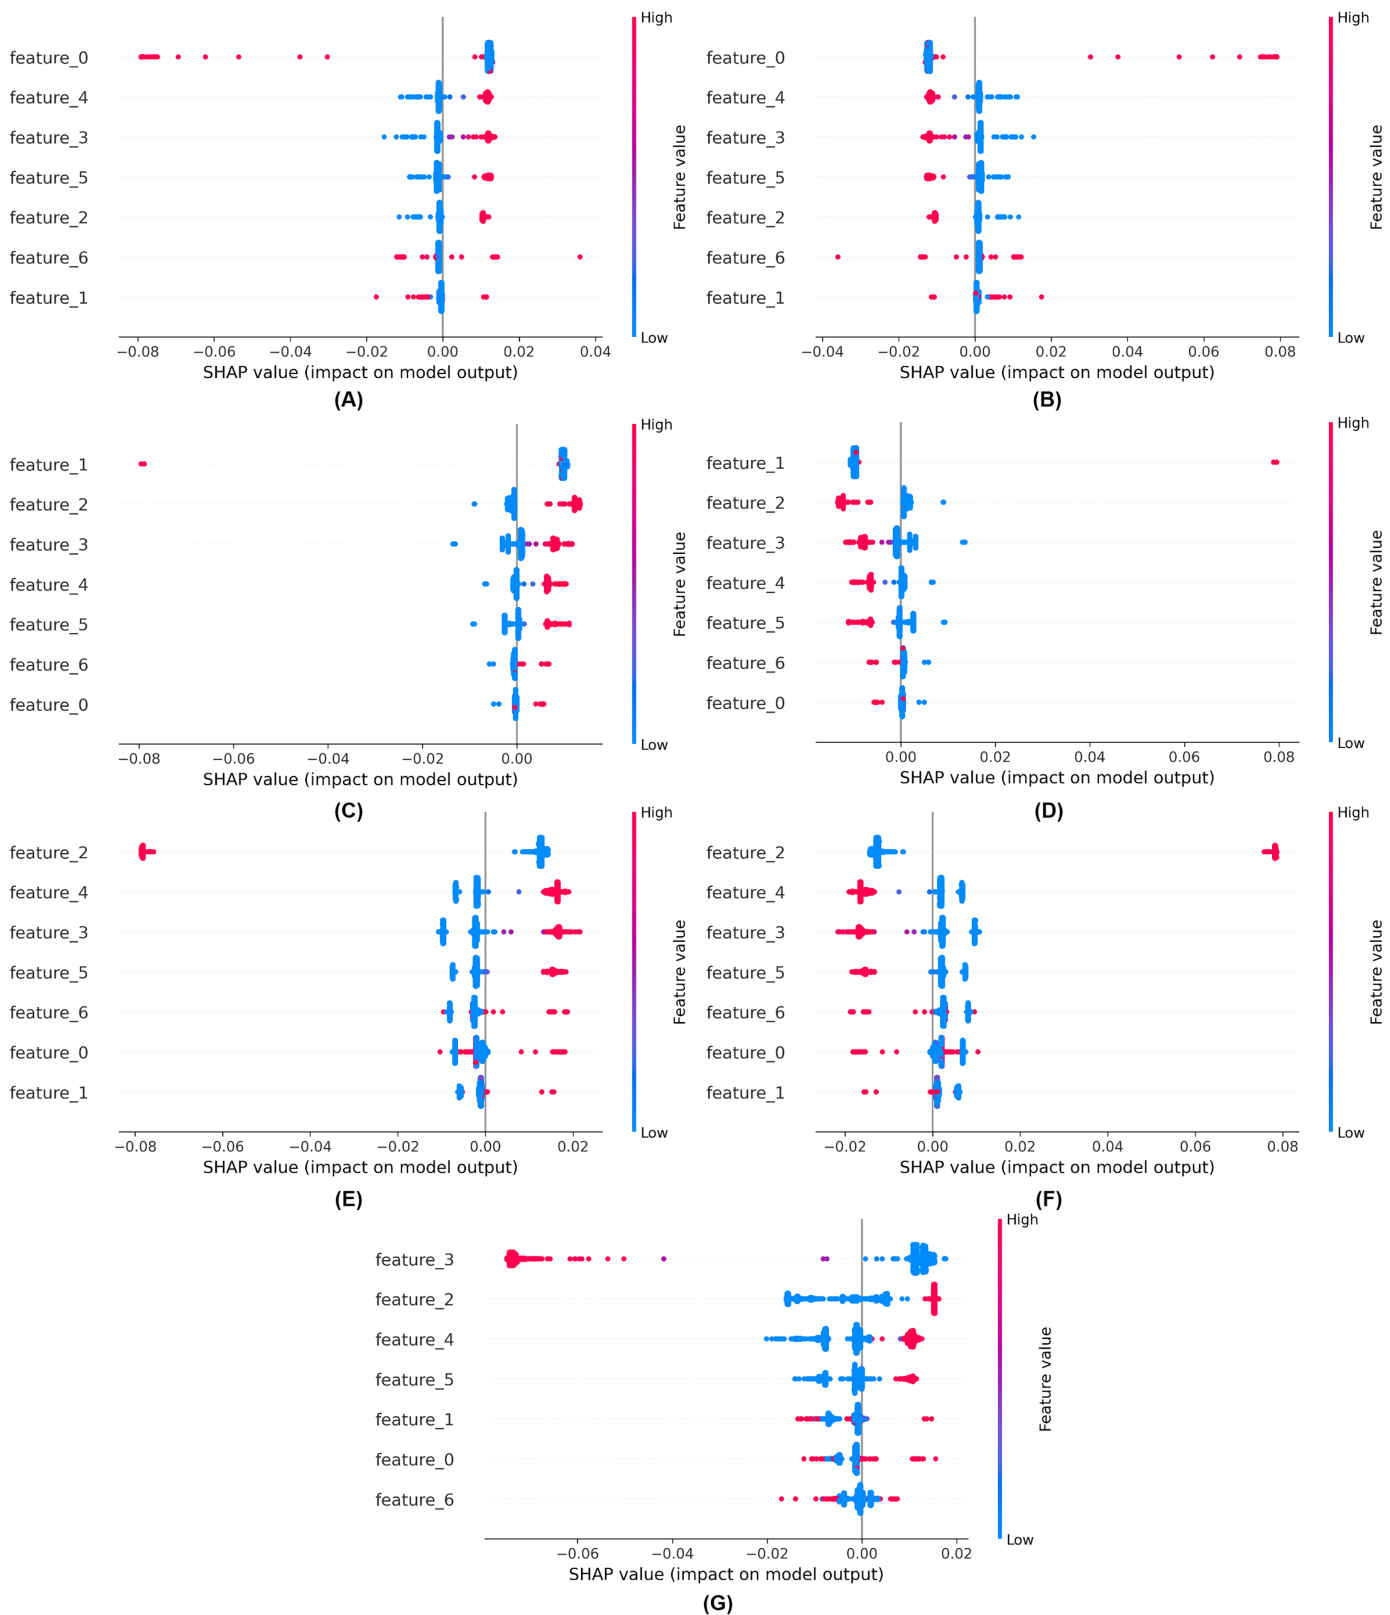 High
feature_0
feature_4
feature_3
feature_5
feature_2
feature_6
feature_1
Feature value
Low
−0.08 −0.06 −0.04 −0.02 0.00 0.02 0.04
SHAP value (impact on model output)
(A)
High
feature_0
feature_4
feature_3
feature_5
feature_2
feature_6
feature_1
Feature value
Low
−0.04 −0.02 0.00 0.02 0.04 0.06 0.08
SHAP value (impact on model output)
(B)
High
feature_1
feature_2
feature_3
feature_4
feature_5
feature_6
feature_0
Feature value
Low
−0.08 −0.06 −0.04 −0.02 0.00
SHAP value (impact on model output)
(C)
High
feature_1
feature_2
feature_3
feature_4
feature_5
feature_6
feature_0
Feature value
Low
0.00 0.02 0.04 0.06 0.08
SHAP value (impact on model output)
(D)
High
feature_2
feature_4
feature_3
feature_5
feature_6
feature_0
feature_1
Feature value
Low
−0.08 −0.06 −0.04 −0.02 0.00 0.02
SHAP value (impact on model output)
(E)
High
feature_2
feature_4
feature_3
feature_5
feature_6
feature_0
feature_1
Feature value
Low
−0.02 0.00 0.02 0.04 0.06 0.08
SHAP value (impact on model output)
(F)
High
feature_3
feature_2
feature_4
feature_5
feature_1
feature_0
feature_6
Feature value
Low
−0.06 −0.04 −0.02 0.00 0.02
SHAP value (impact on model output)
(G)